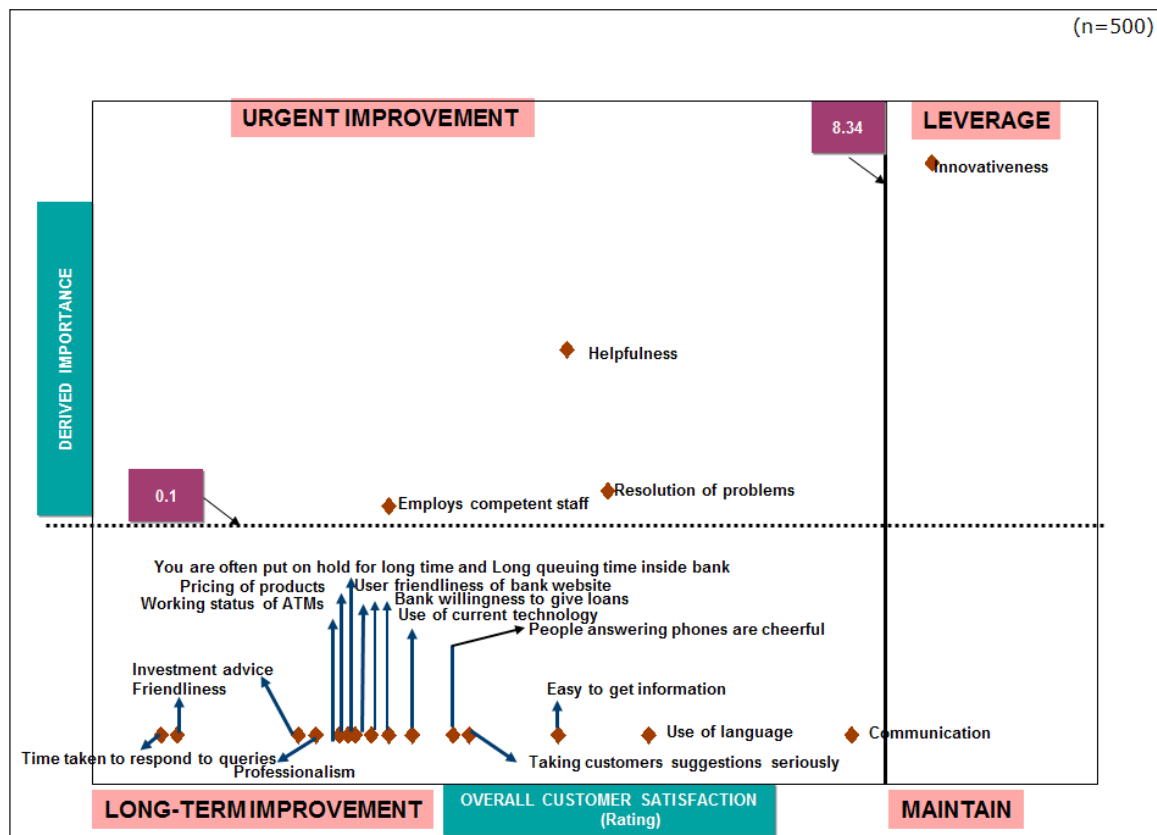 (n=500)
URGENT IMPROVEMENT
8.34
LEVERAGE
Innovativeness
DERIVED IMPORTANCE
Helpfulness
0.1
Employs competent staff
Resolution of problems
You are often put on hold for long time and Long queuing time inside bank
Pricing of products
User friendliness of bank website
Working status of ATMs
Bank willingness to give loans
Use of current technology
People answering phones are cheerful
Investment advice
Friendliness
Easy to get information
Use of language
Communication
Time taken to respond to queries
Professionalism
Taking customers suggestions seriously
LONG-TERM IMPROVEMENT
OVERALL CUSTOMER SATISFACTION
(Rating)
MAINTAIN